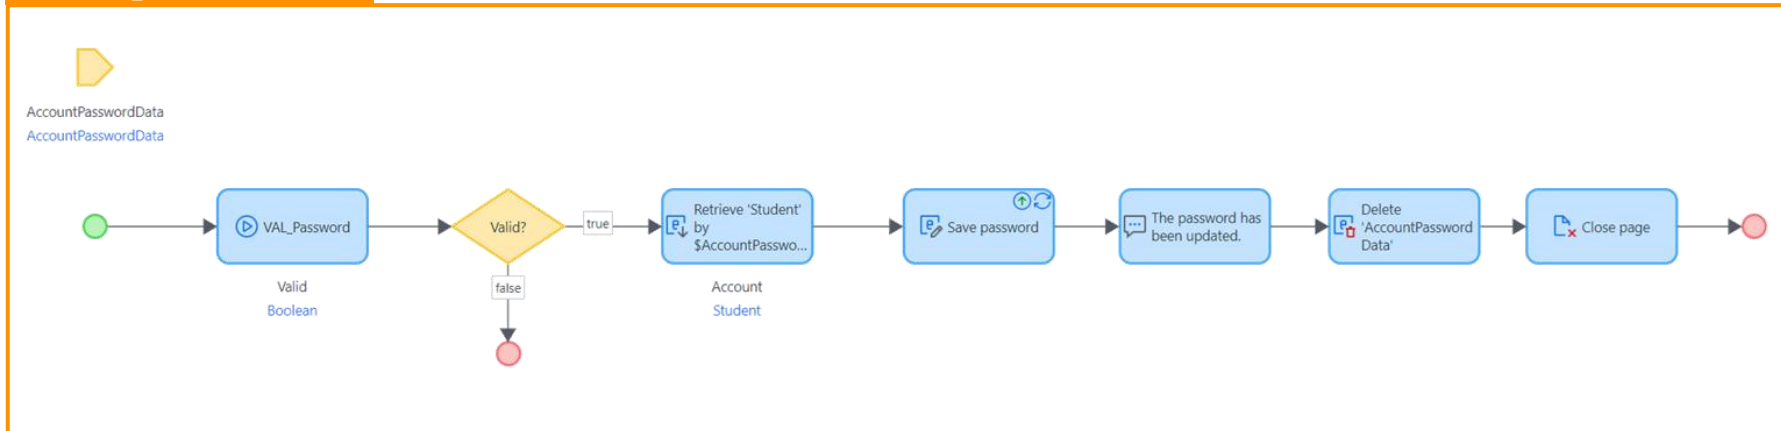 AccountPasswordData
AccountPasswordData
VAL_Password
Valid
Boolean
Valid?
true
false
Retrieve 'Student'
by
$AccountPasswo...
Account
Student
Save password
The password has
been updated.
Delete
'AccountPassword
Data'
Close page